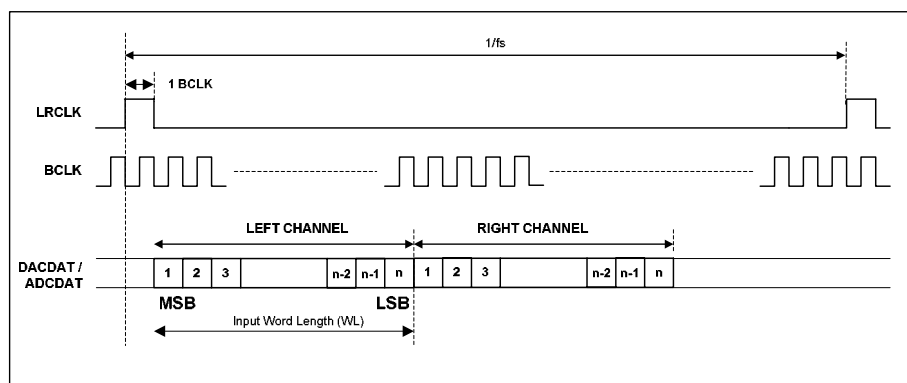 1/fs
1 BCLK
LRCLK
BCLK
LEFT CHANNEL
RIGHT CHANNEL
DACDAT /
ADCDAT
1 2 3 n-2 n-1 n 1 2 3 n-2 n-1 n
MSB LSB
Input Word Length (WL)